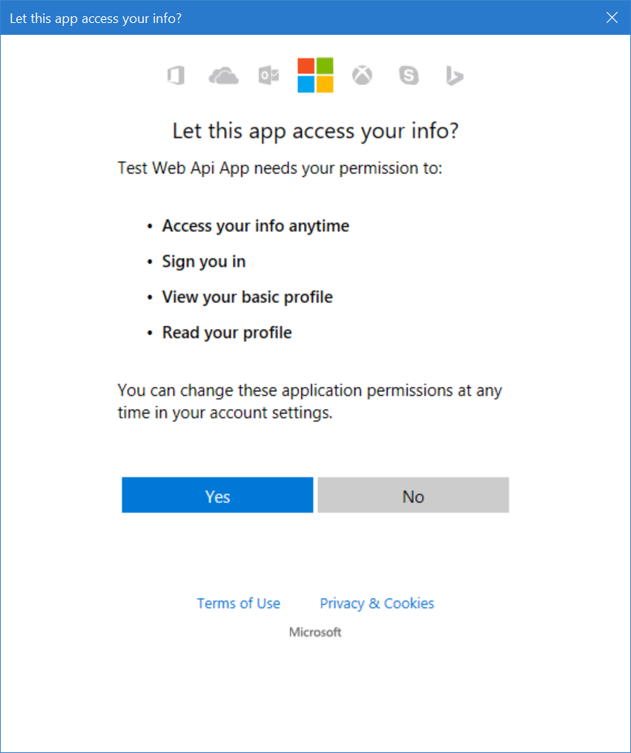 Let this app access your info?
Let this app access your info?
Test Web Api App needs your permission to:
• Access your info anytime
• Sign you in
• View your basic profile
• Read your profile
You can change these application permissions at any
time in your account settings.
Yes No
Terms of Use Privacy & Cookies
Microsoft